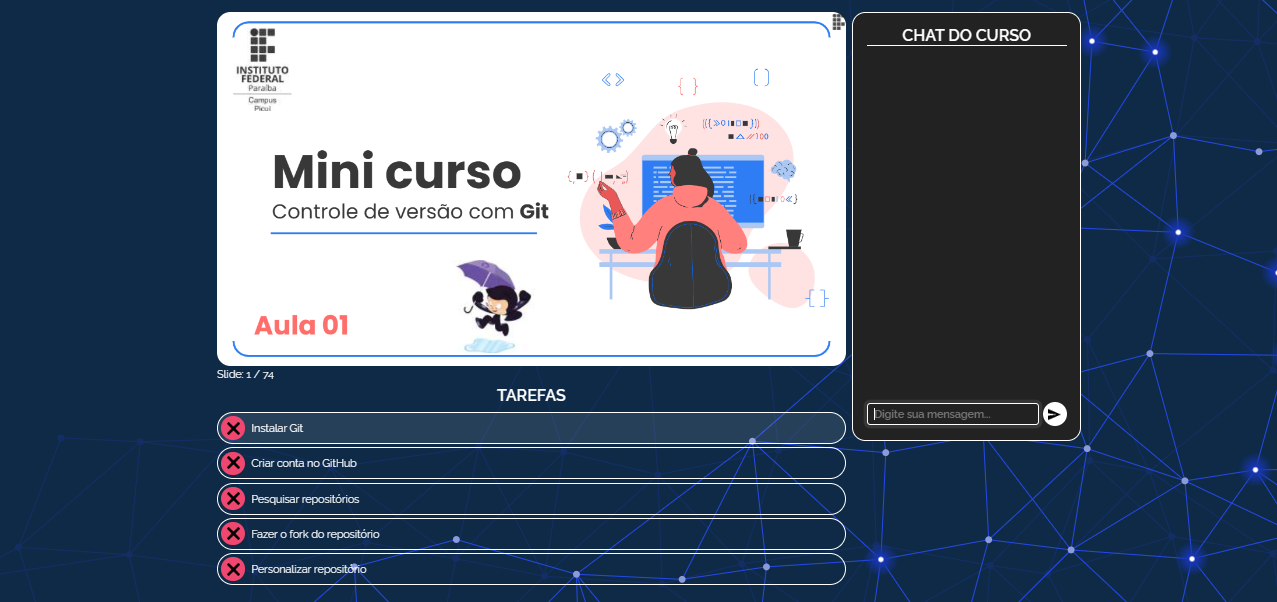 INSTITUTO
FEDERAL
Paraíba
Campus
Picuí
Mini curso
Controle de versão com Git
Aula 01
Slide: 1 / 74
TAREFAS
Instalar Git
Criar conta no GitHub
Pesquisar repositórios
Fazer o fork do repositório
Personalizar repositório
CHAT DO CURSO
Digite sua mensagem...